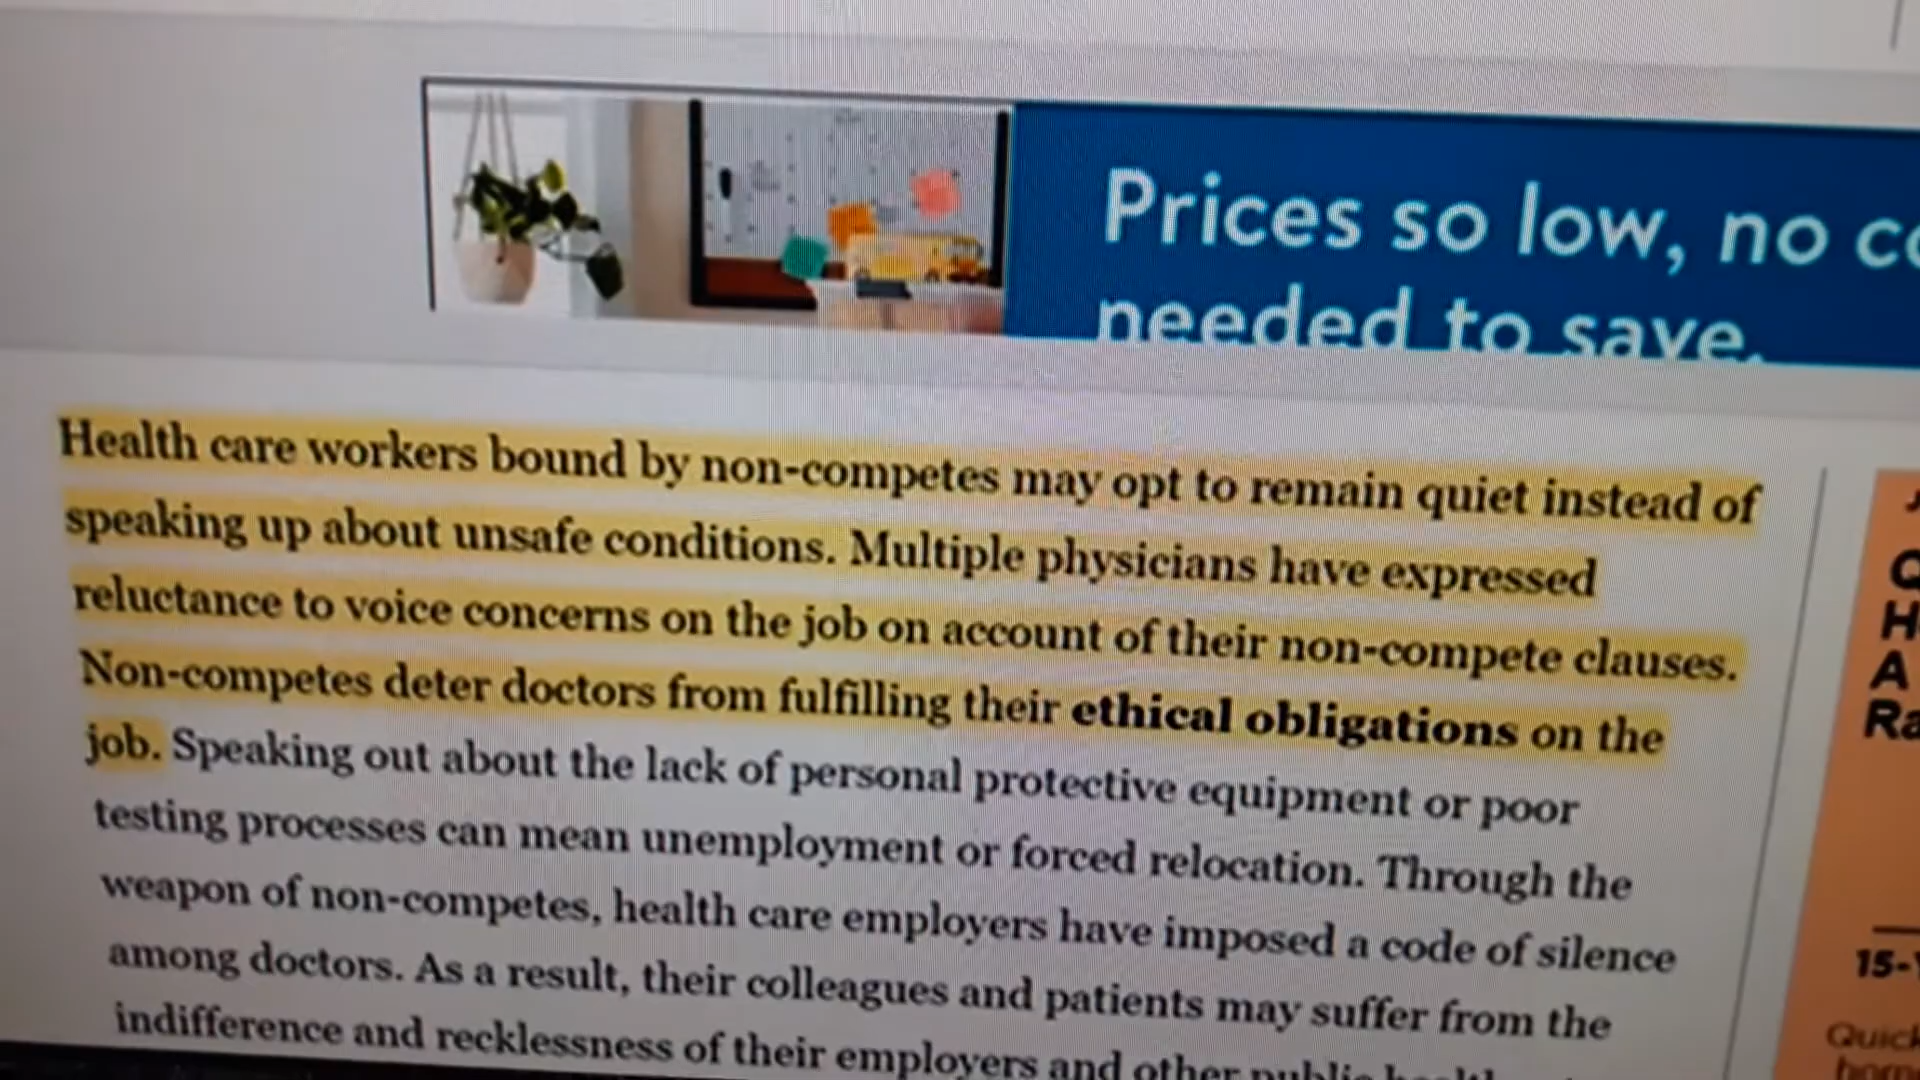 Prices so low, no
needed to save.
Health care workers bound by non-competes may opt to remain quiet instead of
speaking up about unsafe conditions. Multiple physicians have expressed
reluctance to voice concerns on the job on account of their non-compete clauses.
Non-competes deter doctors from fulfilling their ethical obligations on the
job. Speaking out about the lack of personal protective equipment or poor
testing processes can mean unemployment or forced relocation. Through the
weapon of non-competes, health care employers have imposed a code of silence
among doctors. As a result, their colleagues and patients may suffer from the
indifference and recklessness of their employers and other public
A
15-
Quick